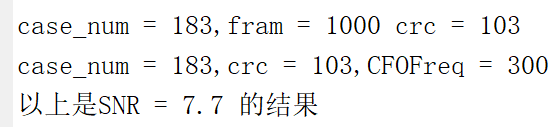 case_num = 183,fram = 1000 crc = 103
case_num = 183,crc = 103,CFOFreq = 300
以上是SNR = 7.7 的结果